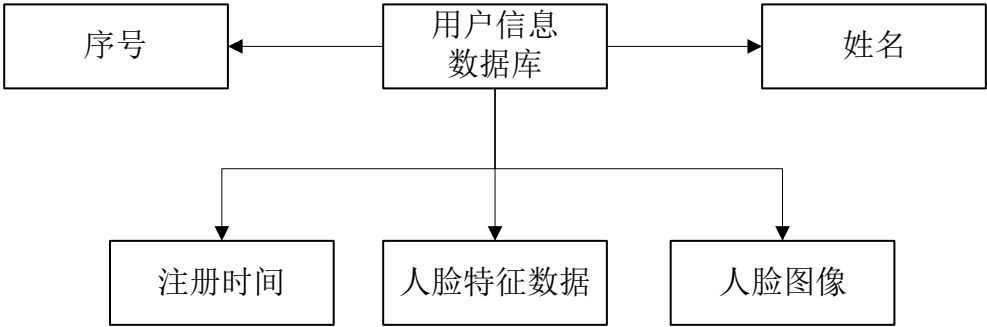 序号
用户信息
数据库
姓名
注册时间
人脸特征数据
人脸图像